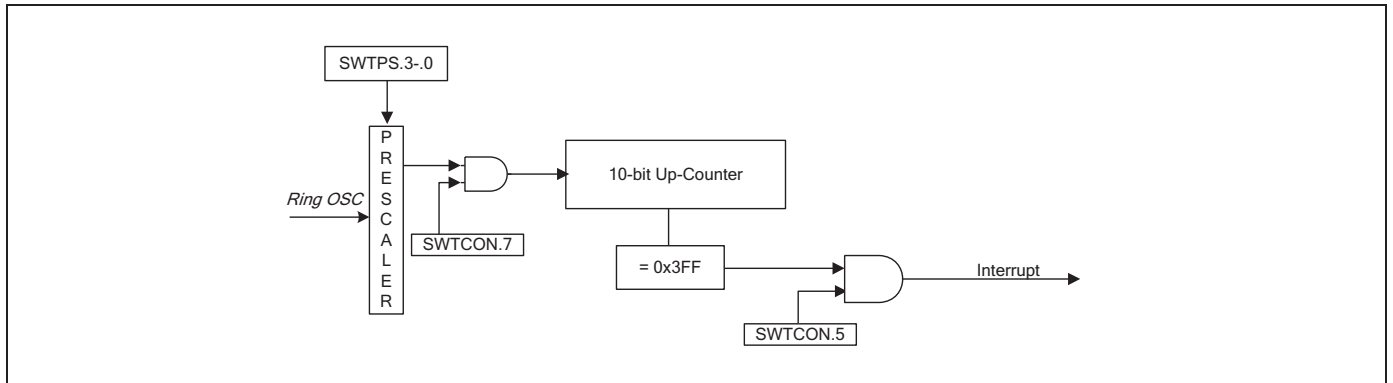 SWTPS.3-.0
P
R
E
S
C
A
L
E
R
Ring OSC
SWTCON.7
10-bit Up-Counter
= 0x3FF
SWTCON.5
Interrupt